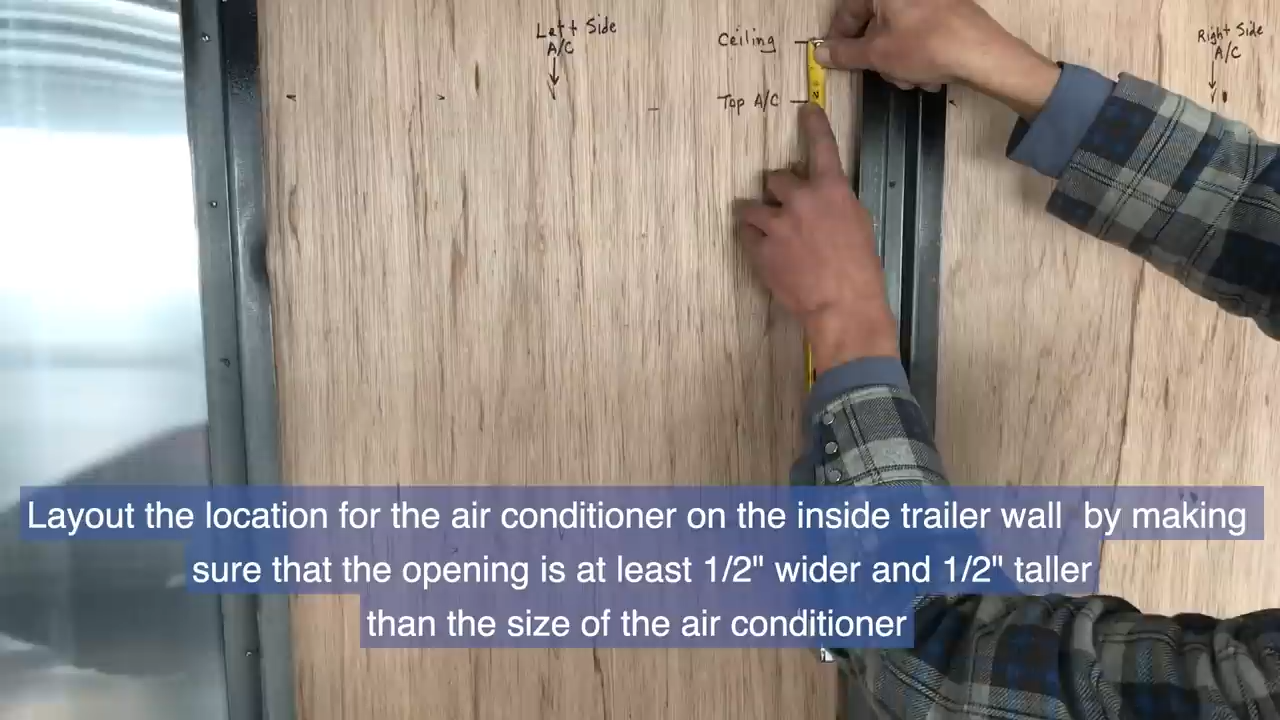 Left Side
A/C
Ceiling
Top A/C
Right Side
A/C
2
Layout the location for the air conditioner on the inside trailer wall by making
sure that the opening is at least 1/2" wider and 1/2" taller
than the size of the air conditioner